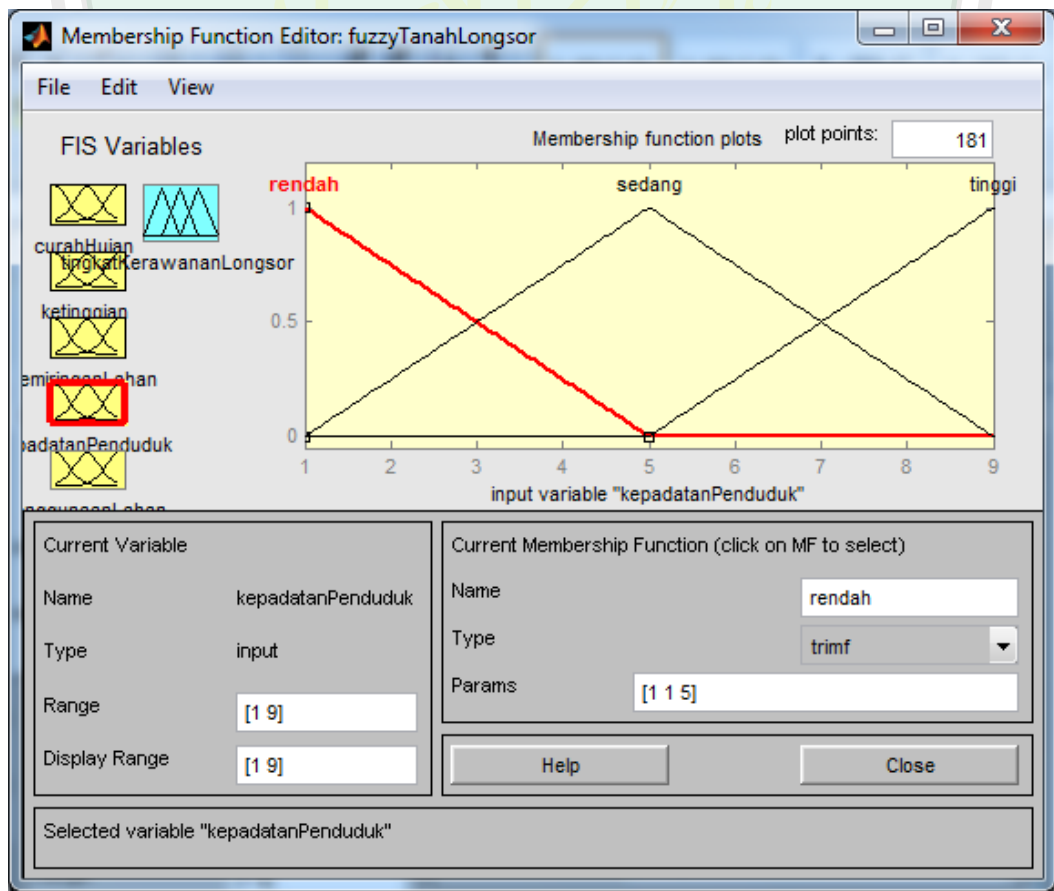 Membership Function Editor: fuzzyTanahLongsor
File Edit View
FIS Variables
Membership function plots plot points: 181
curahHujan
tingkatKerawananLongsor
ketinggian
emiringanLahan
padatanPenduduk
rendah sedang tinggi
1
0.5
0
1 2 3 4 5 6 7 8 9
input variable "kepadatanPenduduk"
Current Variable
Name kepadatanPenduduk
Type input
Range [1 9]
Display Range [1 9]
Current Membership Function (click on MF to select)
Name rendah
Type trimf
Params [1 1 5]
Help Close
Selected variable "kepadatanPenduduk"